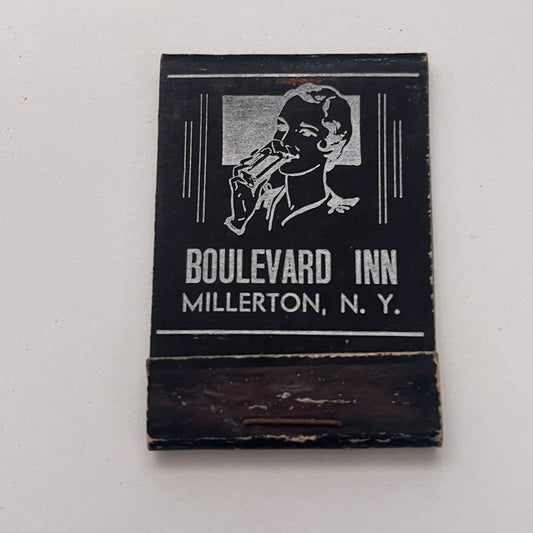 BOULEVARD INN
MILLERTON, N. Y.